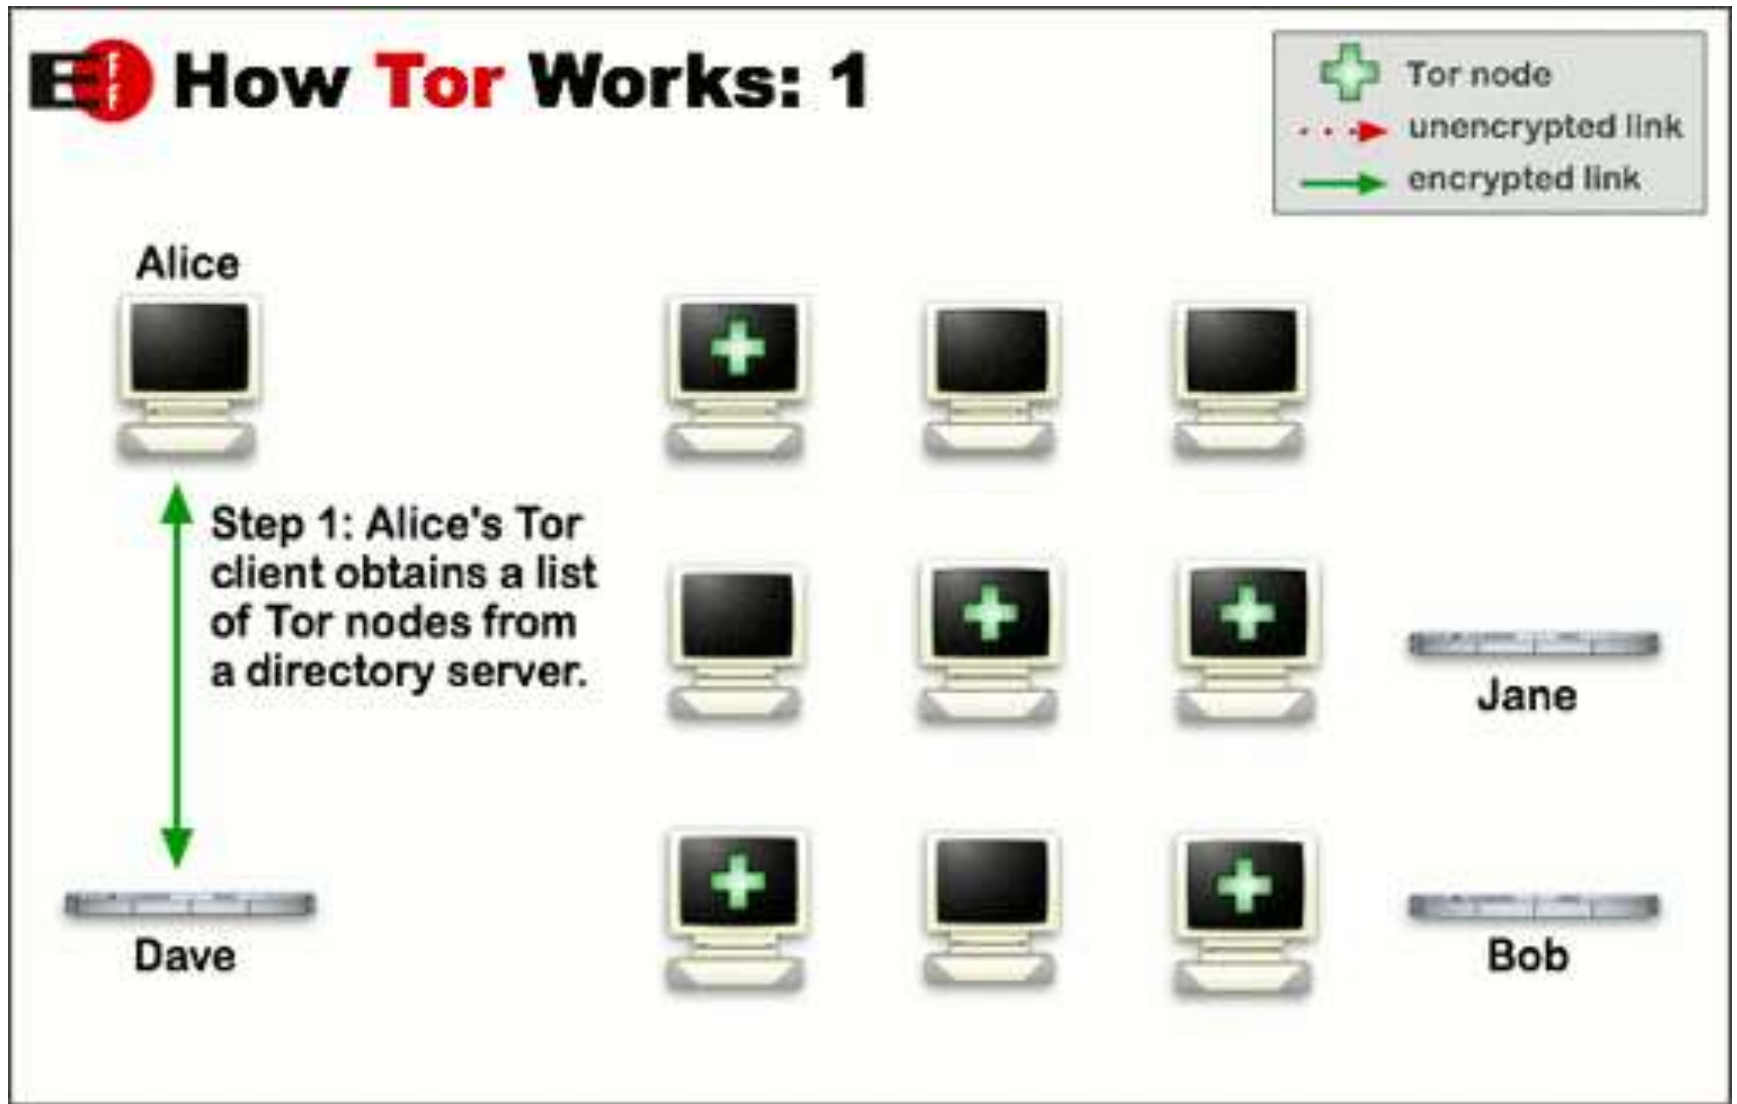 EFF How Tor Works: 1
Tor node
unencrypted link
encrypted link
Alice
Step 1: Alice's Tor
client obtains a list
of Tor nodes from
a directory server.
Jane
Dave
Bob